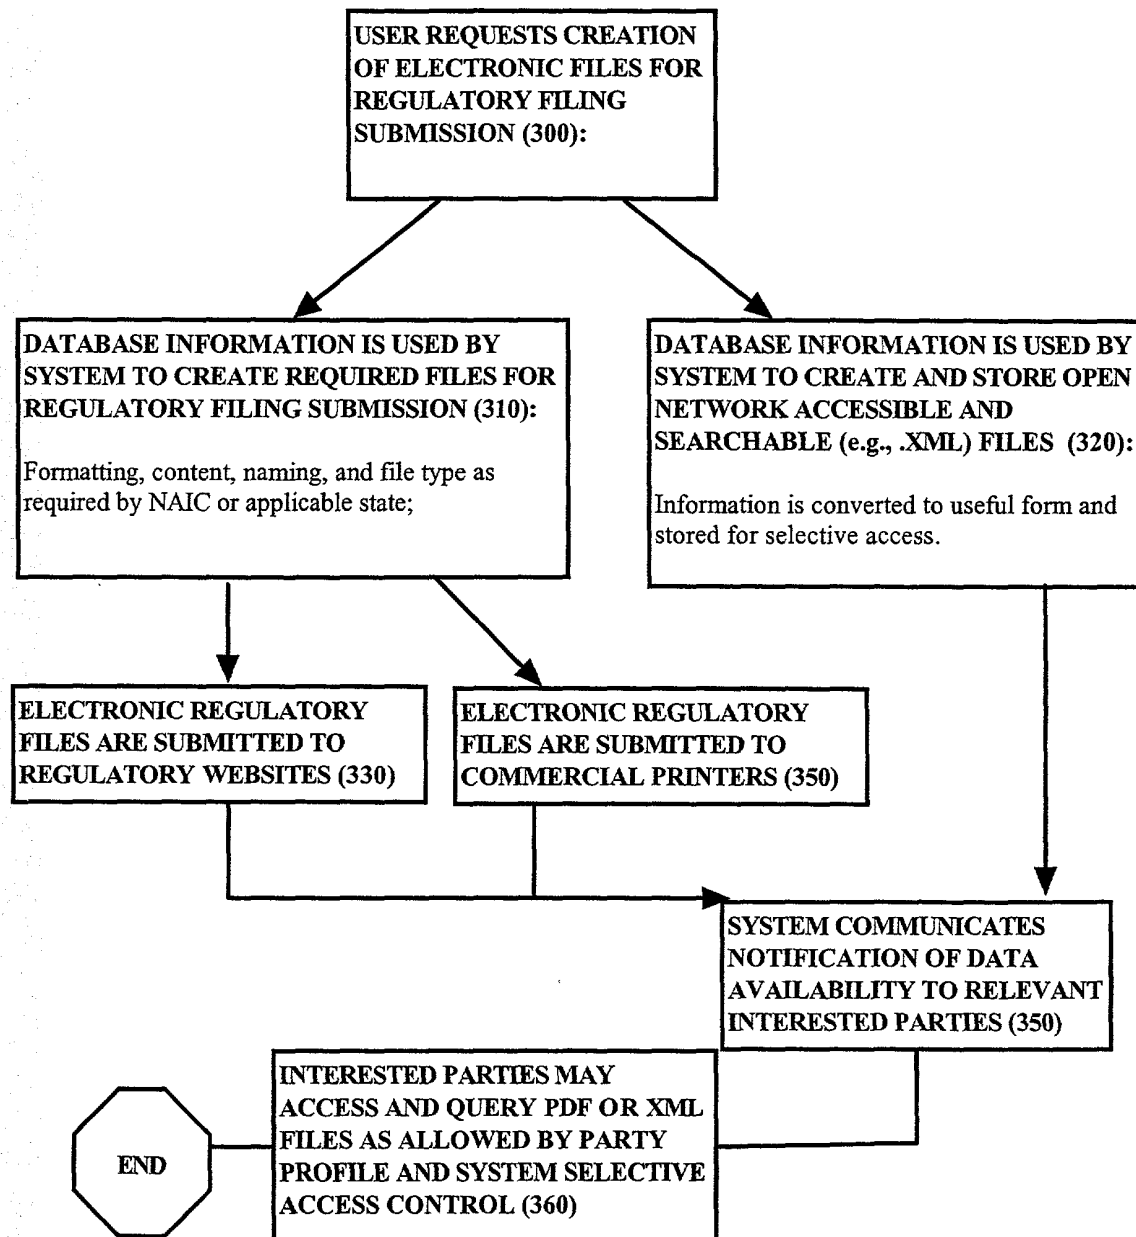 USER REQUESTS CREATION
OF ELECTRONIC FILES FOR
REGULATORY FILING
SUBMISSION (300):
DATABASE INFORMATION IS USED BY
SYSTEM TO CREATE REQUIRED FILES FOR
REGULATORY FILING SUBMISSION (310):
Formatting, content, naming, and file type as
required by NAIC or applicable state;
DATABASE INFORMATION IS USED BY
SYSTEM TO CREATE AND STORE OPEN
NETWORK ACCESSIBLE AND
SEARCHABLE (e.g., .XML) FILES (320):
Information is converted to useful form and
stored for selective access.
ELECTRONIC REGULATORY
FILES ARE SUBMITTED TO
REGULATORY WEBSITES (330)
ELECTRONIC REGULATORY
FILES ARE SUBMITTED TO
COMMERCIAL PRINTERS (350)
SYSTEM COMMUNICATES
NOTIFICATION OF DATA
AVAILABILITY TO RELEVANT
INTERESTED PARTIES (350)
INTERESTED PARTIES MAY
ACCESS AND QUERY PDF OR XML
FILES AS ALLOWED BY PARTY
PROFILE AND SYSTEM SELECTIVE
ACCESS CONTROL (360)
END